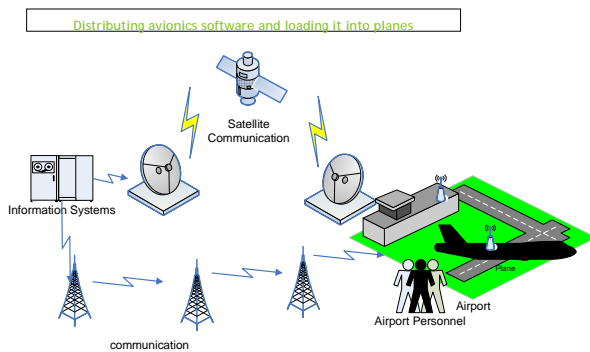 Distributing avionics software and loading it into planes
Satellite
Communication
Information Systems
Plane
Airport
Airport Personnel
communication